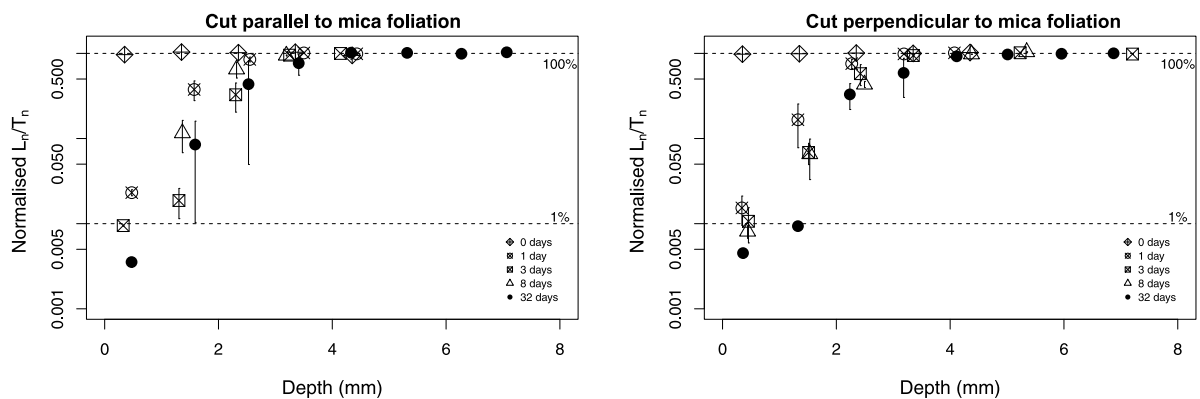 Cut parallel to mica foliation
Normalised Ln/Tn
0.500
0.050
0.005
0.001
100%
1%
0 days
1 day
3 days
8 days
32 days
0 2 4 6 8
Depth (mm)
Cut perpendicular to mica foliation
Normalised Ln/Tn
0.500
0.050
0.005
0.001
100%
1%
0 days
1 day
3 days
8 days
32 days
0 2 4 6 8
Depth (mm)